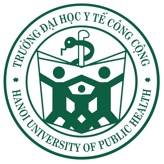 TRƯỜNG ĐẠI HỌC Y TẾ CÔNG CỘNG
HANOI UNIVERSITY OF PUBLIC HEALTH